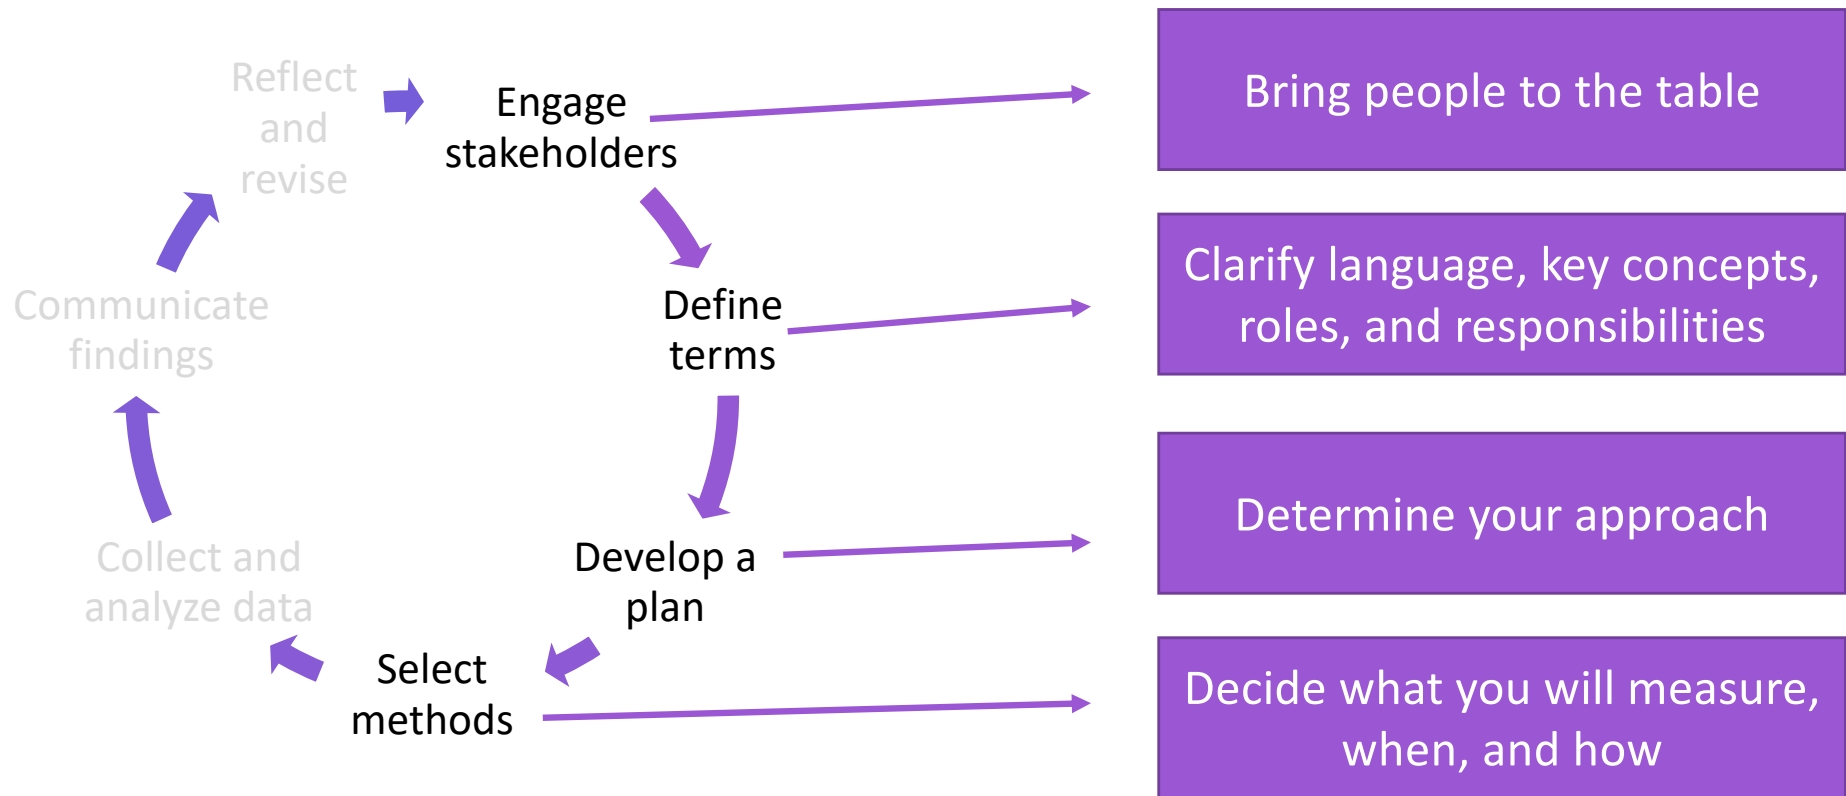 Reflect
and
revise
Engage
stakeholders
Bring people to the table
Define
terms
Clarify language, key concepts,
roles, and responsibilities
Develop a
plan
Determine your approach
Select
methods
Decide what you will measure,
when, and how
Collect and
analyze data
Communicate
findings